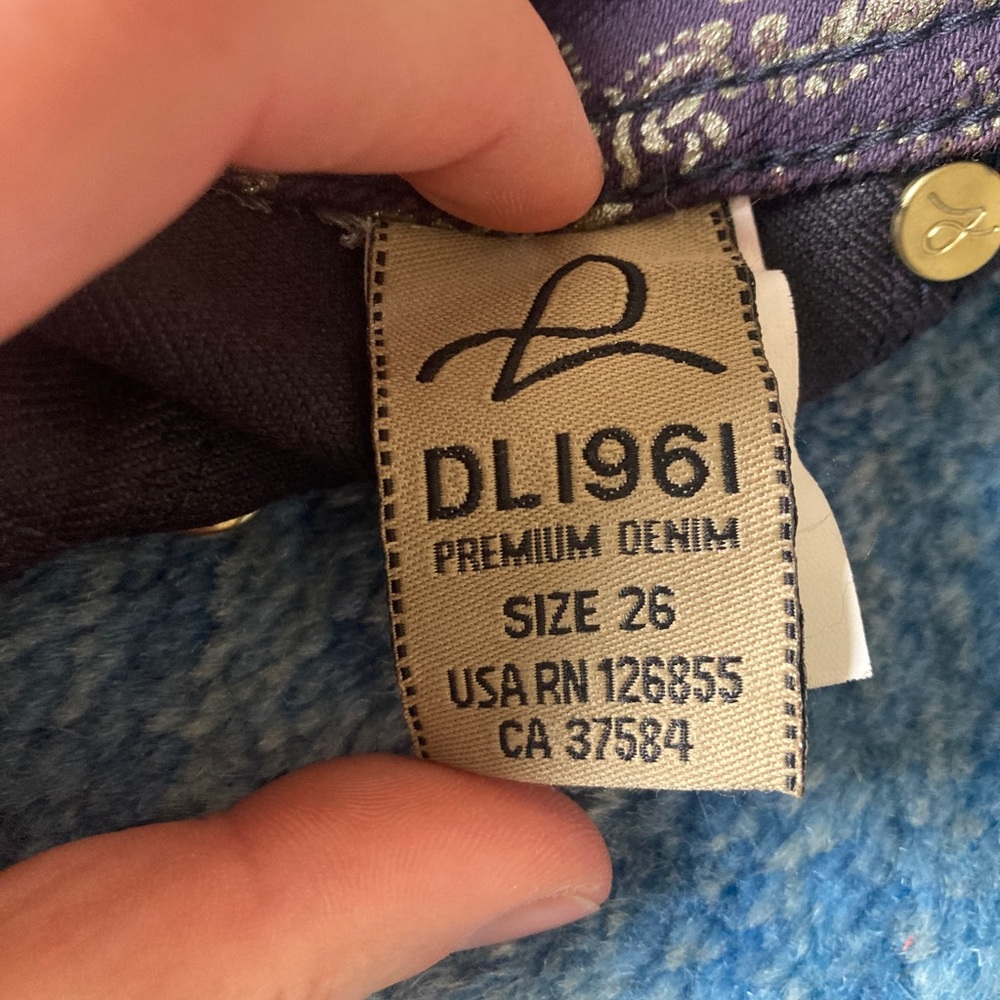 DL1961
PREMIUM DENIM
SIZE 26
USA RN 126855
CA 37584